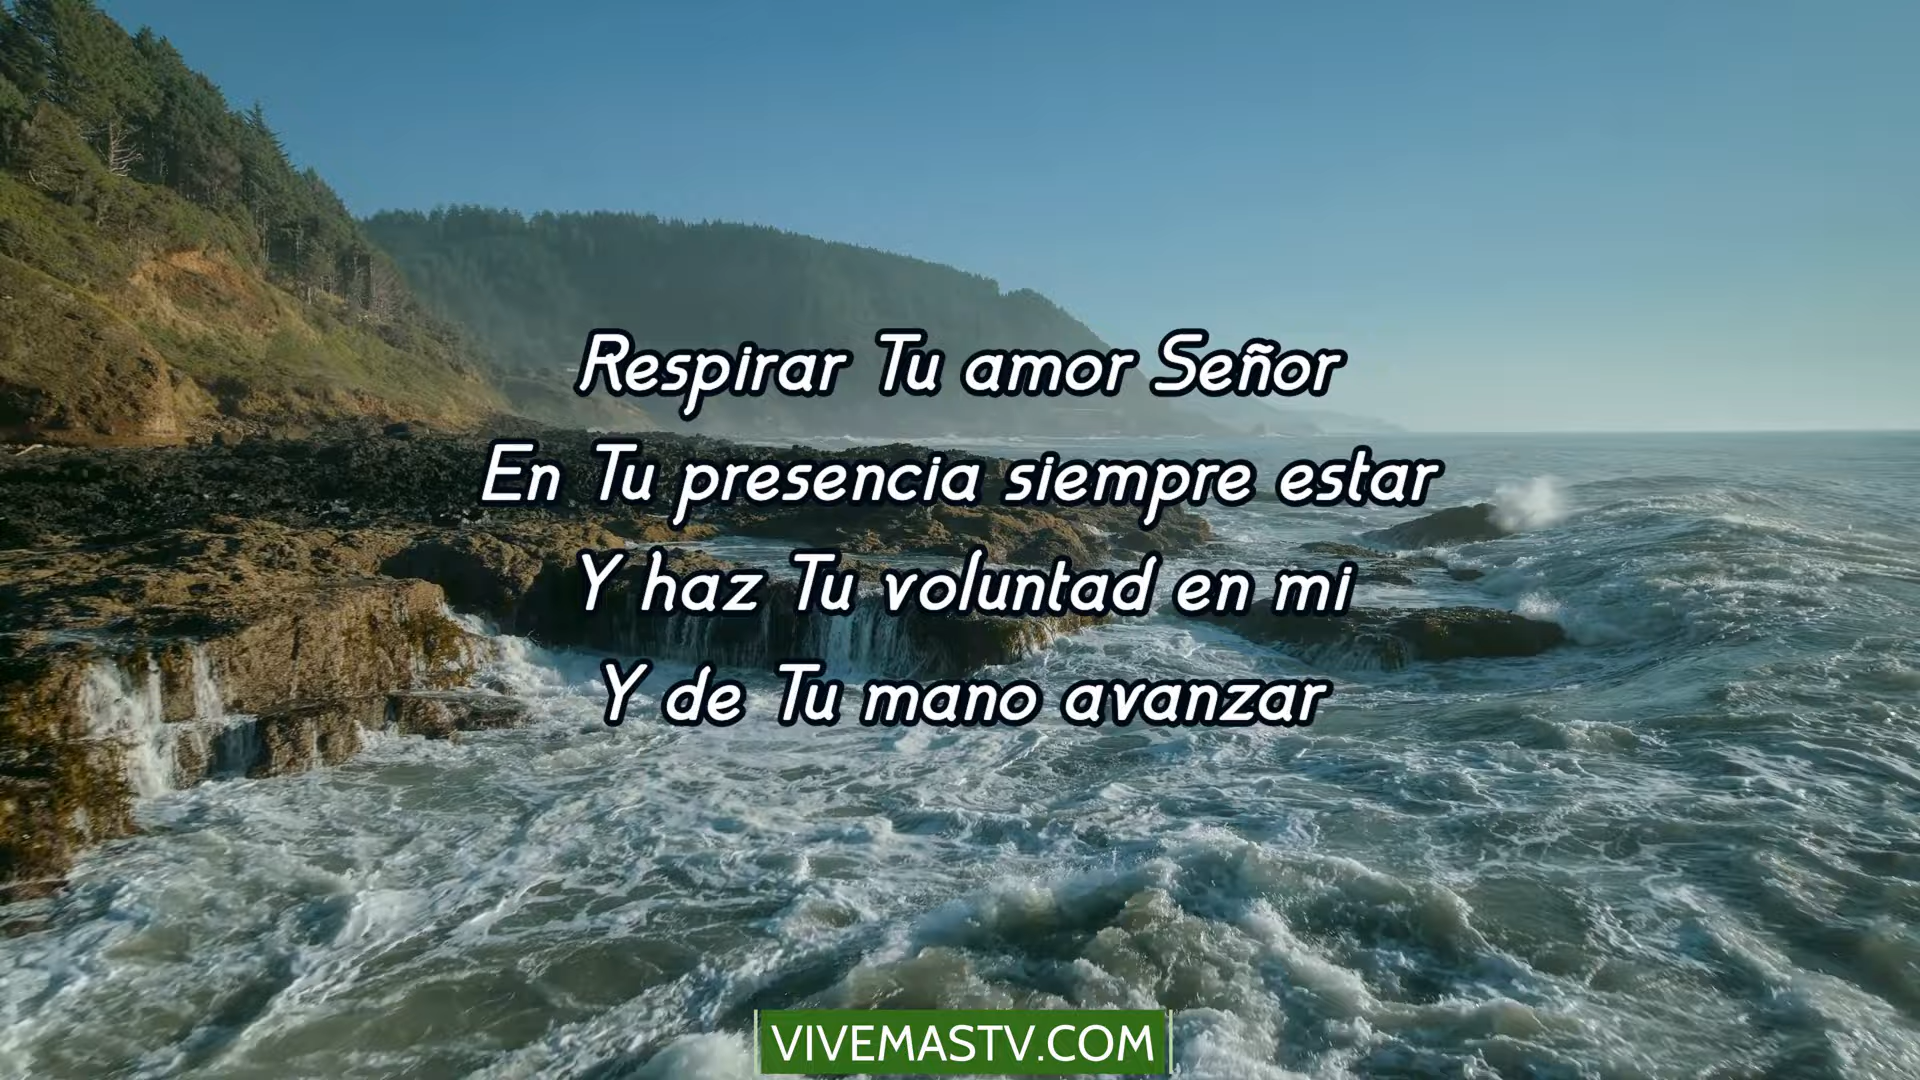 Respirar Tu amor Señor
En Tu presencia siempre estar
Y haz Tu voluntad en mi
Y de Tu mano avanzar
VIVEMASTV.COM